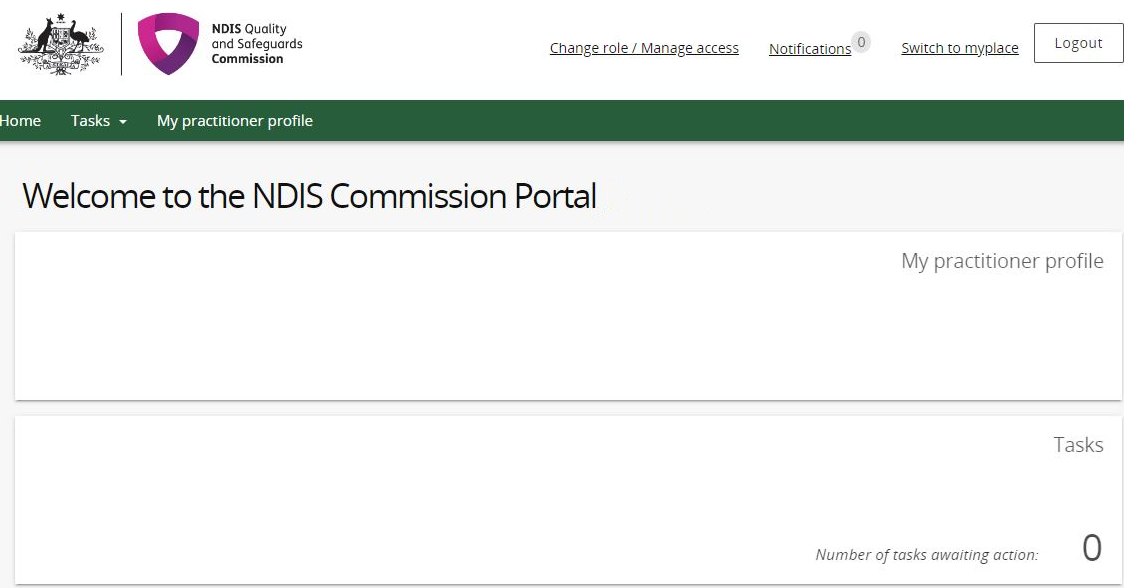 NDIS Quality
and Safeguards
Commission
Change role / Manage access Notifications 0 Switch to myplace Logout
Home Tasks My practitioner profile
Welcome to the NDIS Commission Portal
My practitioner profile
Tasks
Number of tasks awaiting action: 0